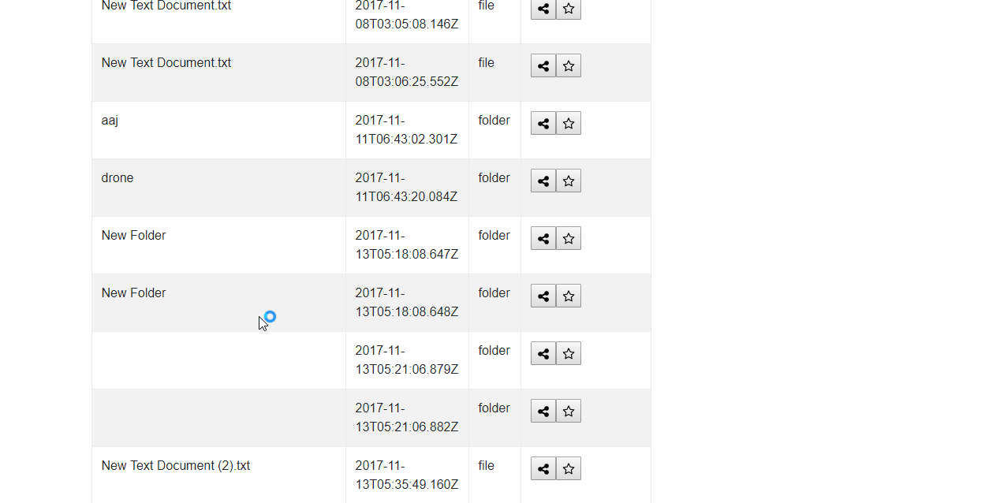 New Text Document.txt 2017-11- file
08T03:05:08.146Z
New Text Document.txt 2017-11- file
08T03:06:25.552Z
aaj 2017-11- folder
11T06:43:02.301Z
drone 2017-11- folder
11T06:43:20.084Z
New Folder 2017-11- folder
13T05:18:08.647Z
New Folder 2017-11- folder
13T05:18:08.648Z
2017-11- folder
13T05:21:06.879Z
2017-11- folder
13T05:21:06.882Z
New Text Document (2).txt 2017-11- file
13T05:35:49.160Z